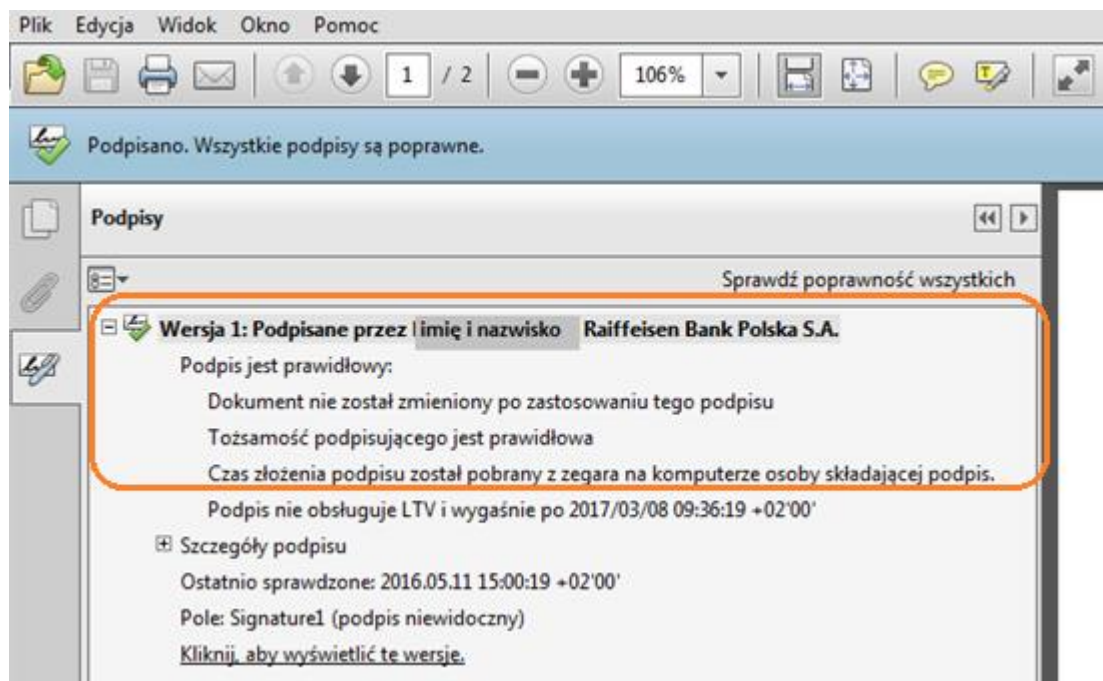 Plik Edycja Widok Okno Pomoc
1 / 2 106%
Podpisano. Wszystkie podpisy są poprawne.
Podpisy
Sprawdź poprawność wszystkich
Wersja 1: Podpisane przez imię i nazwisko Raiffeisen Bank Polska S.A.
Podpis jest prawidłowy:
Dokument nie został zmieniony po zastosowaniu tego podpisu
Tożsamość podpisującego jest prawidłowa
Czas złożenia podpisu został pobrany z zegara na komputerze osoby składającej podpis.
Podpis nie obsługuje LTV i wygaśnie po 2017/03/08 09:36:19 +02'00'
Szczegóły podpisu
Ostatnio sprawdzone: 2016.05.11 15:00:19 +02'00'
Pole: Signature1 (podpis niewidoczny)
Kliknij, aby wyświetlić tę wersję.